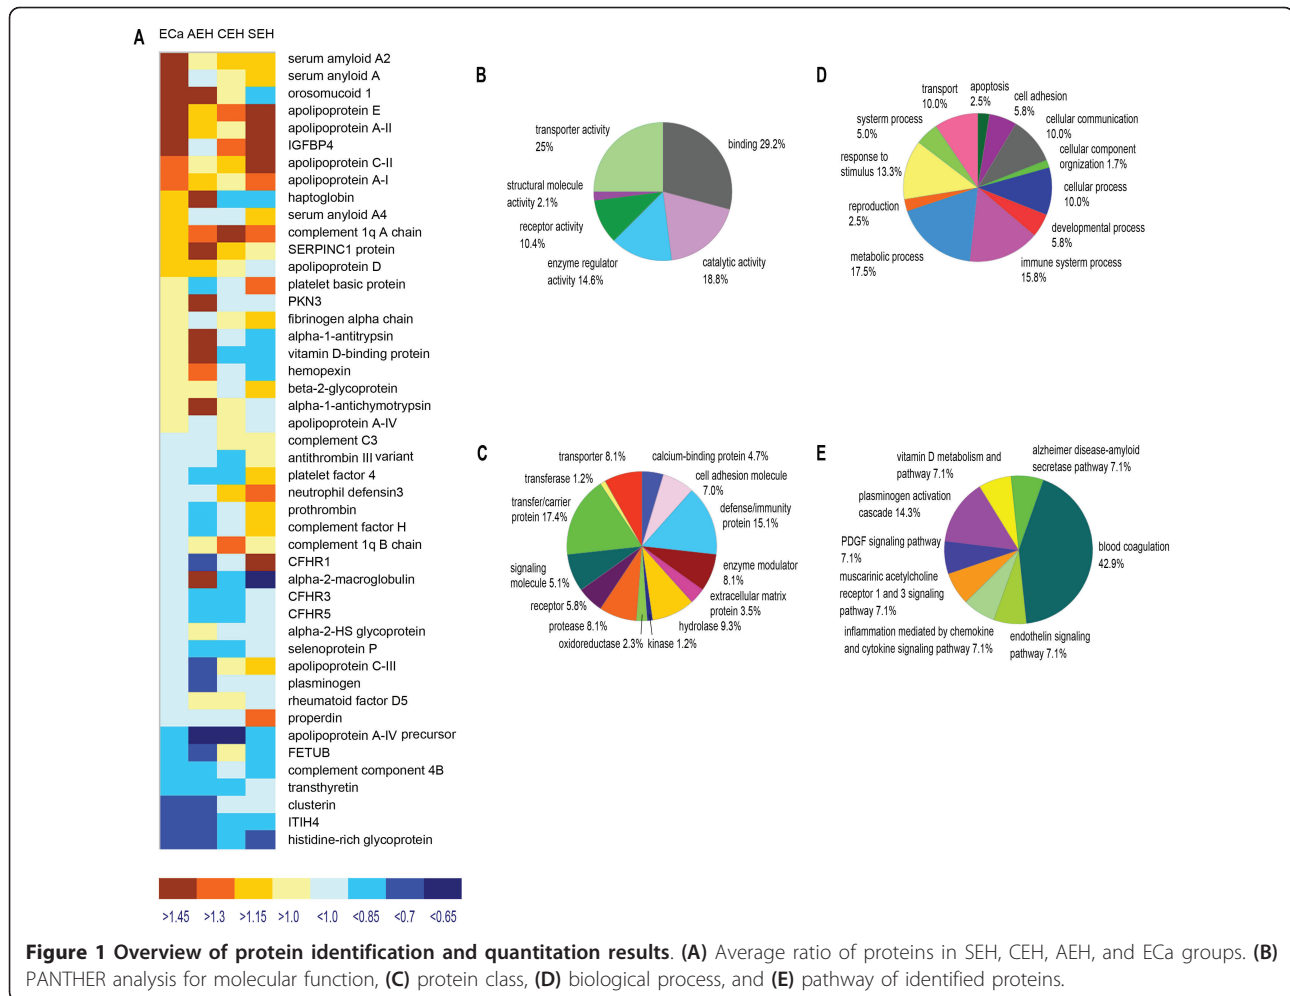 A
ECa AEH CEH SEH
serum amyloid A2
serum anyloid A
orosomucoid 1
apolipoprotein E
apolipoprotein A-II
IGFBP4
apolipoprotein C-II
apolipoprotein A-I
haptoglobin
serum anyloid A4
complement 1q A chain
SERPINC1 protein
apolipoprotein D
platelet basic protein
PKN3
fibrinogen alpha chain
alpha-1-antitrypsin
vitamin D-binding protein
hemopexin
beta-2-glycoprotein
alpha-1-antichymotrypsin
apolipoprotein A-IV
complement C3
antithrombin III variant
platelet factor 4
neutrophil defensin3
prothrombin
complement factor H
complement 1q B chain
CFHR1
alpha-2-macroglobulin
CFHR3
CFHR5
alpha-2-HS glycoprotein
selenoprotein P
apolipoprotein C-III
plasminogen
rheumatoid factor D5
properdin
apolipoprotein A-IV precursor
FETUB
complement component 4B
transthyretin
clusterin
ITIH4
histidine-rich glycoprotein
>1.45 >1.3 >1.15 >1.0 <1.0 <0.85 <0.7 <0.65
B
transporter activity
25%
binding 29.2%
structural molecule
activity 2.1%
receptor activity
10.4%
enzyme regulator
activity 14.6%
catalytic activity
18.8%
D
transport
10.0%
apoptosis
2.5%
cell adhesion
5.8%
cellular communication
10.0%
cellular component
orgnization 1.7%
cellular process
10.0%
developmental process
5.8%
immune systerm process
15.8%
metabolic process
17.5%
reproduction
2.5%
response to
stimulus 13.3%
systerm process
5.0%
C
transporter 8.1%
calcium-binding protein 4.7%
cell adhesion molecule
7.0%
defense/immunity
protein 15.1%
enzyme modulator
8.1%
extracellular matrix
protein 3.5%
hydrolase 9.3%
kinase 1.2%
oxidoreductase 2.3%
protease 8.1%
receptor 5.8%
signaling
molecule 5.1%
transfer/carrier
protein 17.4%
transferase 1.2%
E
vitamin D metabolism and
pathway 7.1%
alzheimer disease-amyloid
secretase pathway 7.1%
plasminogen activation
cascade 14.3%
blood coagulation
42.9%
PDGF signaling pathway
7.1%
muscarinic acetylcholine
receptor 1 and 3 signaling
pathway 7.1%
inflammation mediated by chemokine
and cytokine signaling pathway 7.1%
endothelin signaling
pathway 7.1%
Figure 1 Overview of protein identification and quantitation results. (A) Average ratio of proteins in SEH, CEH, AEH, and ECa groups. (B)
PANTHER analysis for molecular function, (C) protein class, (D) biological process, and (E) pathway of identified proteins.